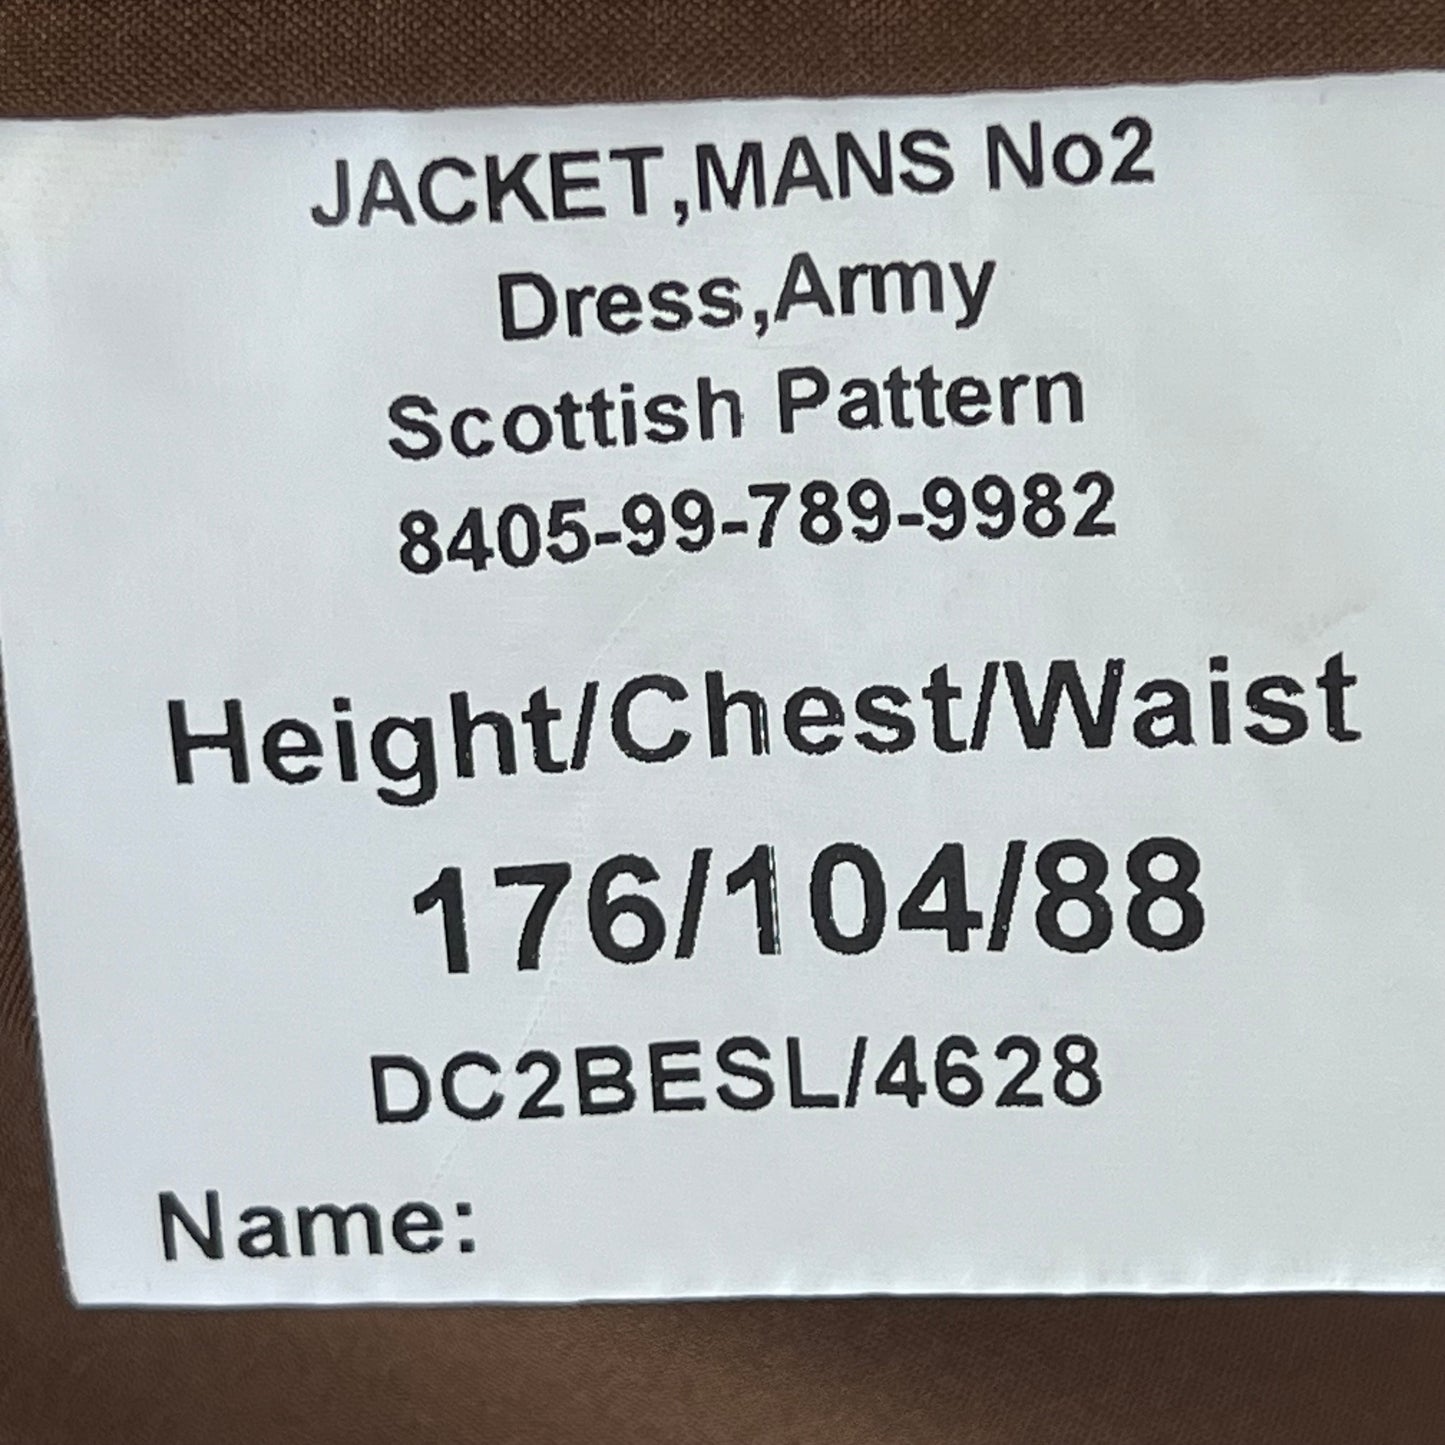 JACKET,MANS No2
Dress,Army
Scottish Pattern
8405-99-789-9982
Height/Chest/Waist
176/104/88
DC2BESL/4628
Name: